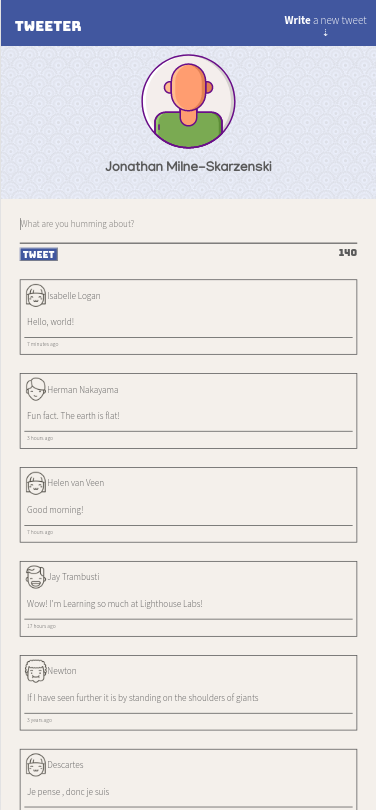 TWEETER
Write a new tweet
Jonathan Milne-Skarzenski
What are you humming about?
TWEET
140
Isabelle Logan
Hello, world!
7 minutes ago
Herman Nakayama
Fun fact. The earth is flat!
3 hours ago
Helen van Veen
Good morning!
7 hours ago
Jay Trambusti
Wow! I'm Learning so much at Lighthouse Labs!
17 hours ago
Newton
If I have seen further it is by standing on the shoulders of giants
3 years ago
Descartes
Je pense , donc je suis